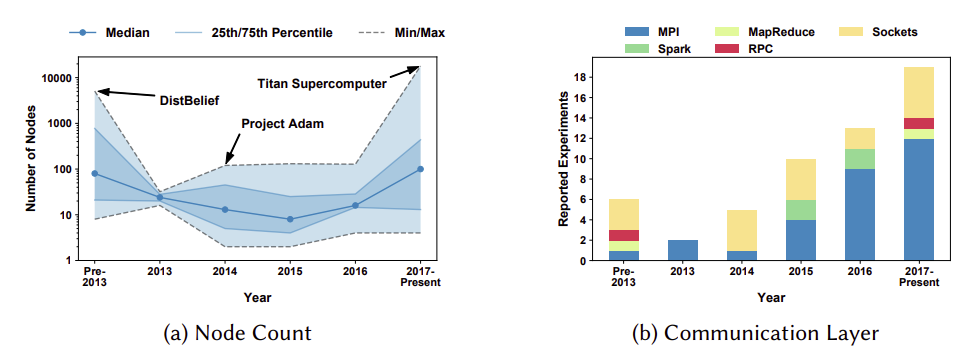 Median 25th/75th Percentile Min/Max
10000
1000
100
10
1
Number of Nodes
DistBelief
Project Adam
Titan Supercomputer
Pre-2013 2013 2014 2015 2016 2017-Present
Year
(a) Node Count
MPI MapReduce Sockets
Spark RPC
18
16
14
12
10
8
6
4
2
0
Reported Experiments
Pre-2013 2013 2014 2015 2016 2017-Present
Year
(b) Communication Layer